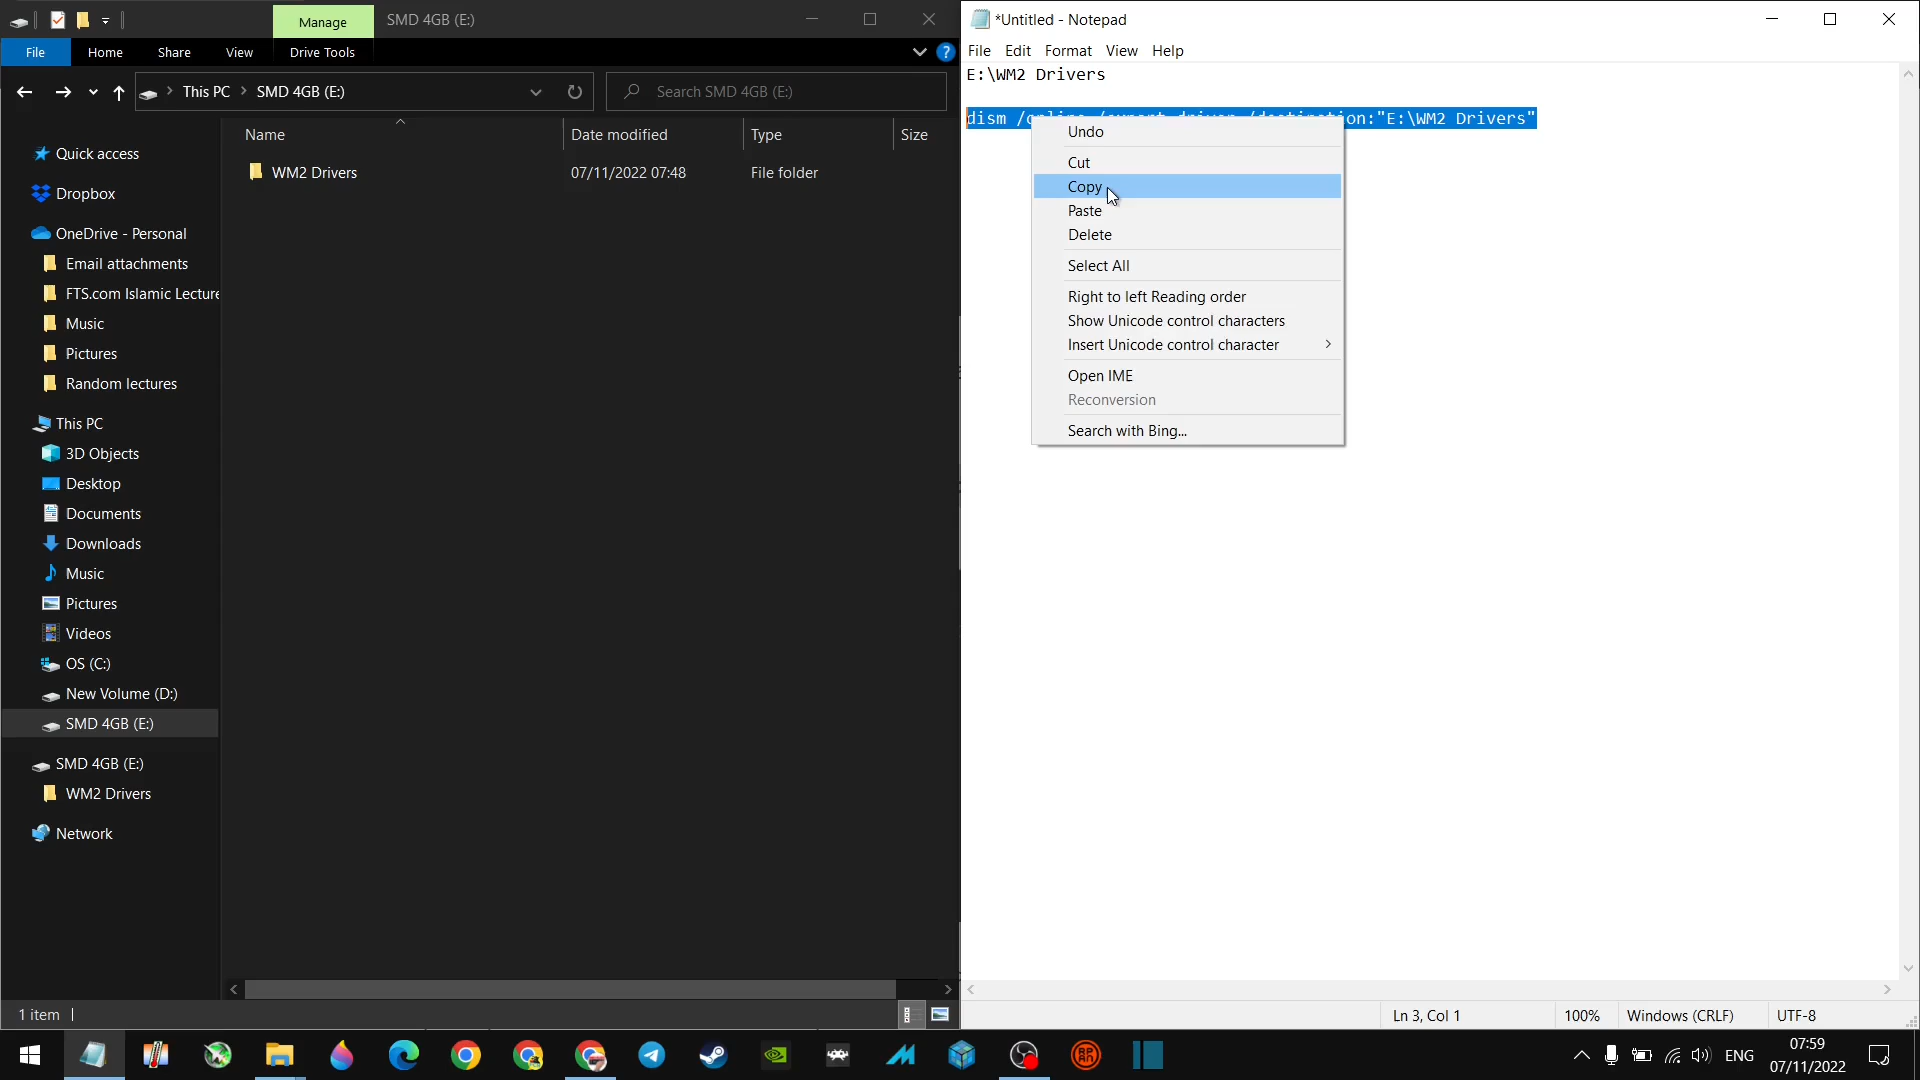 Manage
SMD 4GB (E:)
File
Home
Share
View
Drive Tools
?
This PC
SMD 4GB (E:)
Search SMD 4GB (E:)
Name
Date modified
Type
Size
WM2 Drivers
07/11/2022 07:48
File folder
Quick access
Dropbox
OneDrive - Personal
Email attachments
FTS.com Islamic Lecture
Music
Pictures
Random lectures
This PC
3D Objects
Desktop
Documents
Downloads
Music
Pictures
Videos
OS (C:)
New Volume (D:)
SMD 4GB (E:)
SMD 4GB (E:)
WM2 Drivers
Network
1 item
*Untitled - Notepad
File
Edit
Format
View
Help
E:\WM2 Drivers
dism :"E:\WM2 Drivers"
Undo
Cut
Copy
Paste
Delete
Select All
Right to left Reading order
Show Unicode control characters
Insert Unicode control character
Open IME
Reconversion
Search with Bing...
Ln 3, Col 1
100%
Windows (CRLF)
UTF-8
ENG
07:59
07/11/2022